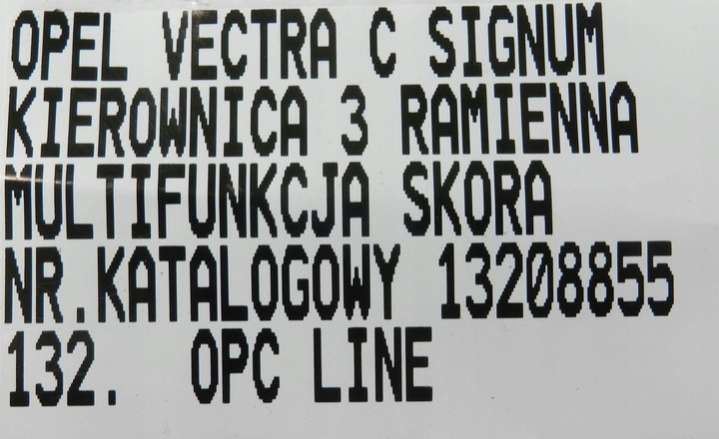 OPEL VECTRA C SIGNUM
KIEROWNICA 3 RAMIENNA
MULTIFUNKCJA SKORA
NR.KATALOGOWY 13208855
132. OPC LINE